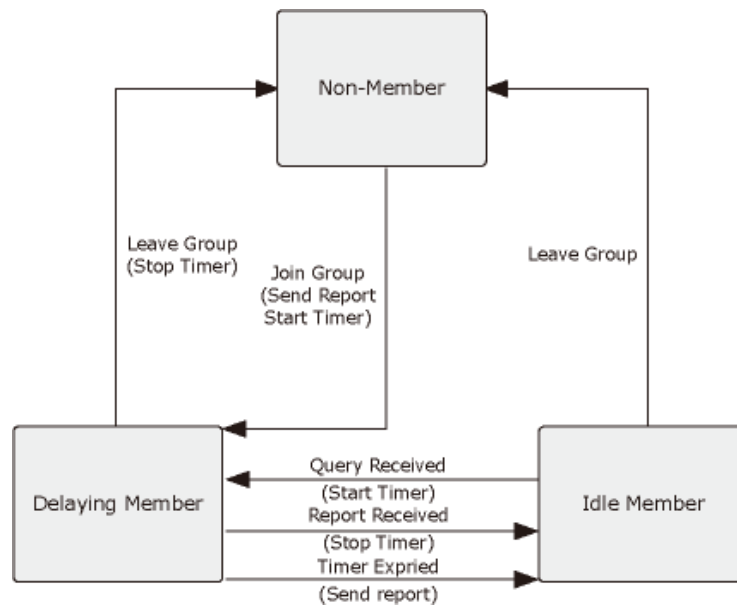 Non-Member
Leave Group
(Stop Timer)
Join Group
(Send Report
Start Timer)
Leave Group
Delaying Member
Query Received
(Start Timer)
Report Received
(Stop Timer)
Timer Expried
(Send report)
Idle Member